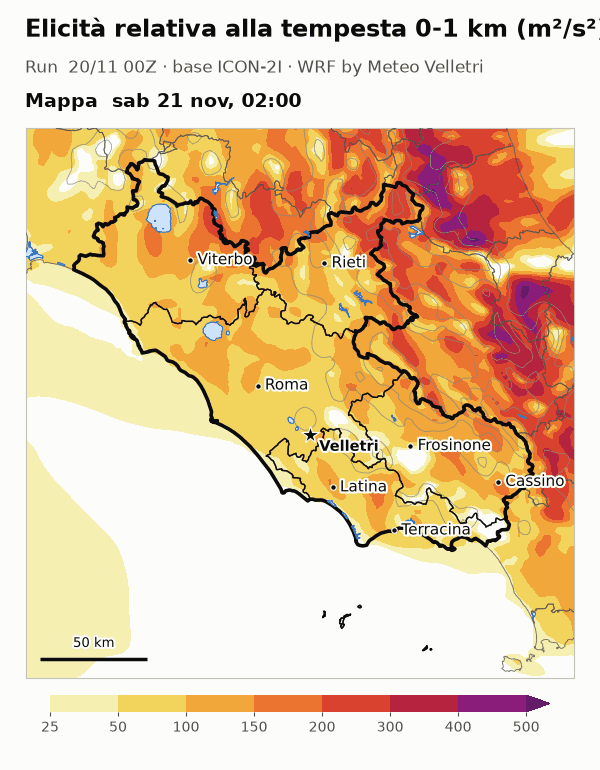 Elicità relativa alla tempesta 0-1 km (m²/s²)
Run  20/11 00Z · base ICON-2I · WRF by Meteo Velletri
Mappa  sab 21 nov, 02:00
Viterbo
Rieti
Roma
Velletri
Frosinone
Latina
Cassino
Terracina
50 km
25 50 100 150 200 300 400 500